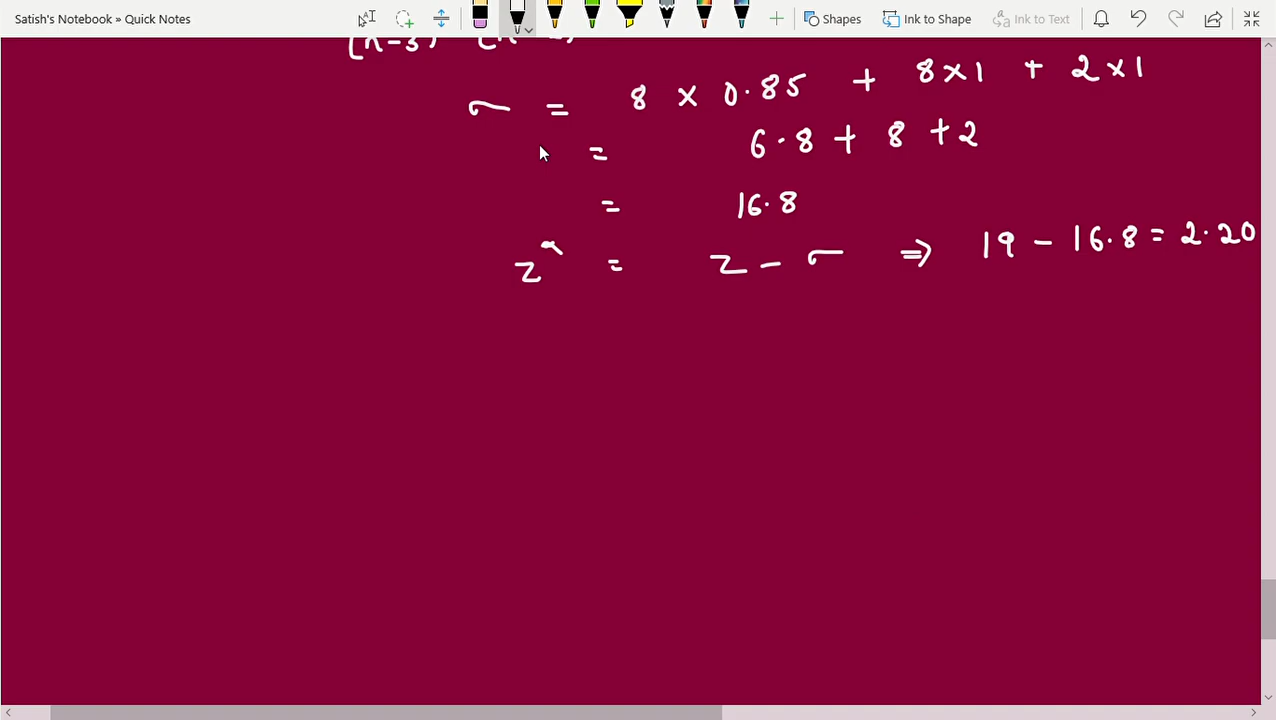 Satish's Notebook » Quick Notes
Shapes
Ink to Shape
Ink to Text
σ = 8 × 0.85 + 8×1 + 2×1
= 6.8 + 8 + 2
= 16.8
Z* = Z - σ ⇒ 19 - 16.8 = 2.20